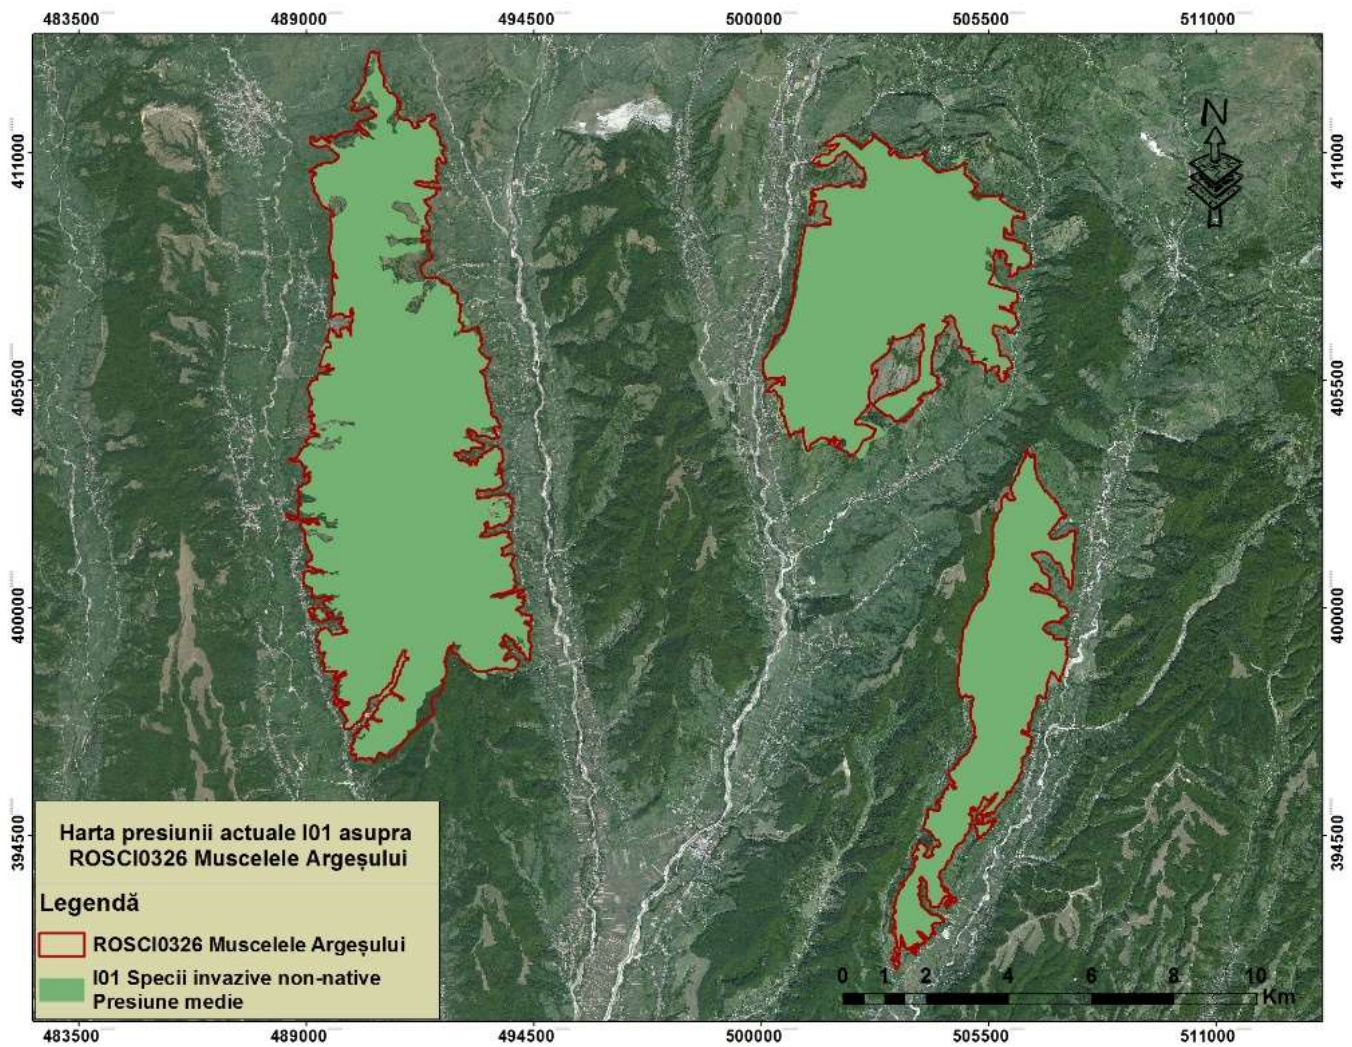 483500 489000 494500 500000 505500 511000
N
411000 411000
405500 405500
400000 400000
394500 394500
Harta presiunii actuale I01 asupra
ROSCI0326 Muscelele Argeșului
Legendă
ROSCI0326 Muscelele Argeșului
I01 Specii invazive non-native
Presiune medie
0 1 2 4 6 8 10
Km
483500 489000 494500 500000 505500 511000